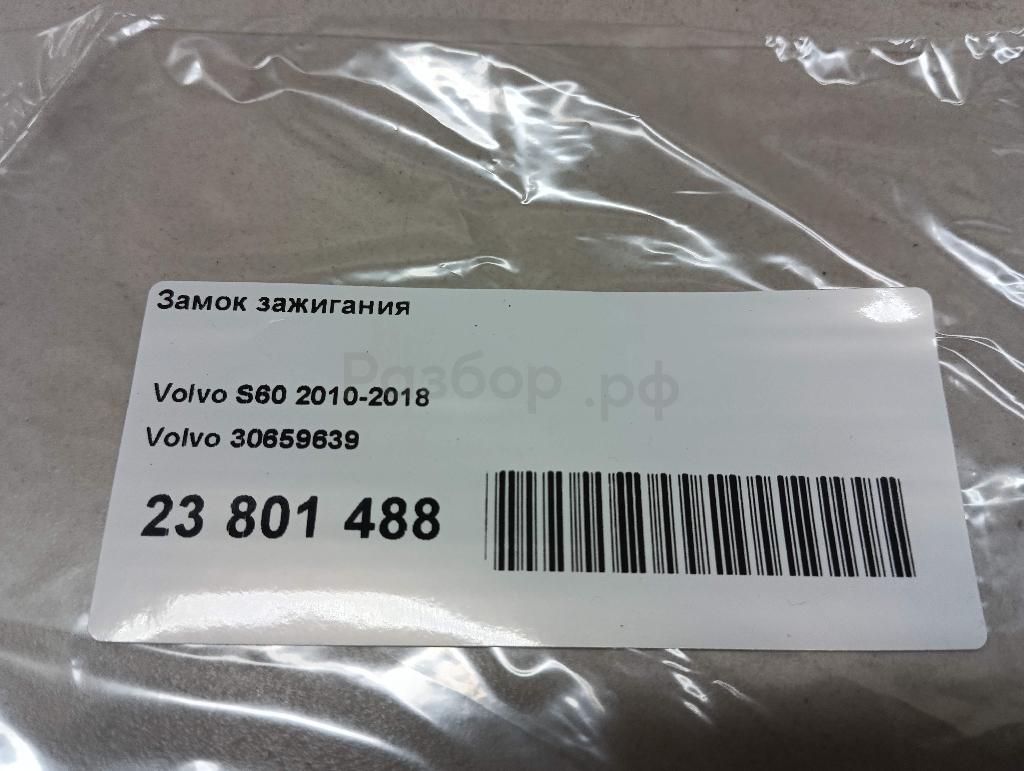 Замок зажигания
Разбор.рф
Volvo S60 2010-2018
Volvo 30659639
23 801 488